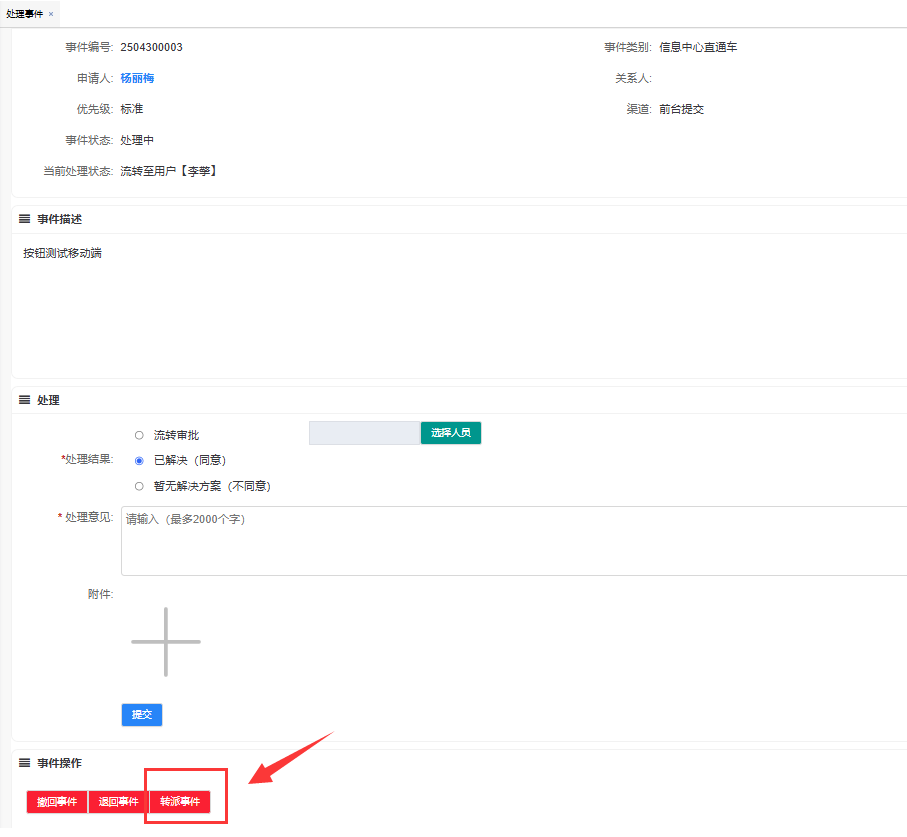 处理事件 ×
事件编号: 2504300003 事件类别: 信息中心直通车
申请人: 杨丽梅 关系人:
优先级: 标准 渠道: 前台提交
事件状态: 处理中
当前处理状态: 流转至用户【李擎】
事件描述
按钮测试移动端
处理
流转审批 选择人员
*处理结果: 已解决（同意）
暂无解决方案（不同意）
* 处理意见: 请输入（最多2000个字）
附件:
提交
事件操作
撤回事件 退回事件 转派事件